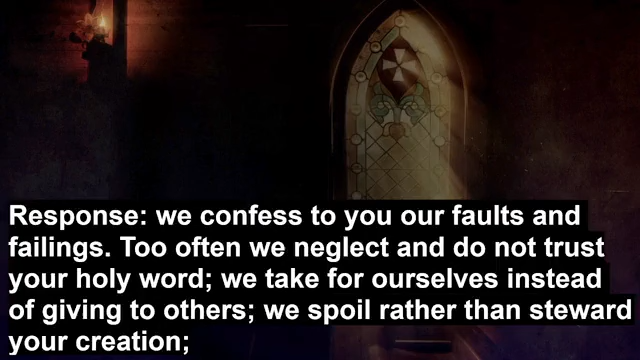 Response: we confess to you our faults and
failings. Too often we neglect and do not trust
your holy word; we take for ourselves instead
of giving to others; we spoil rather than steward
your creation;